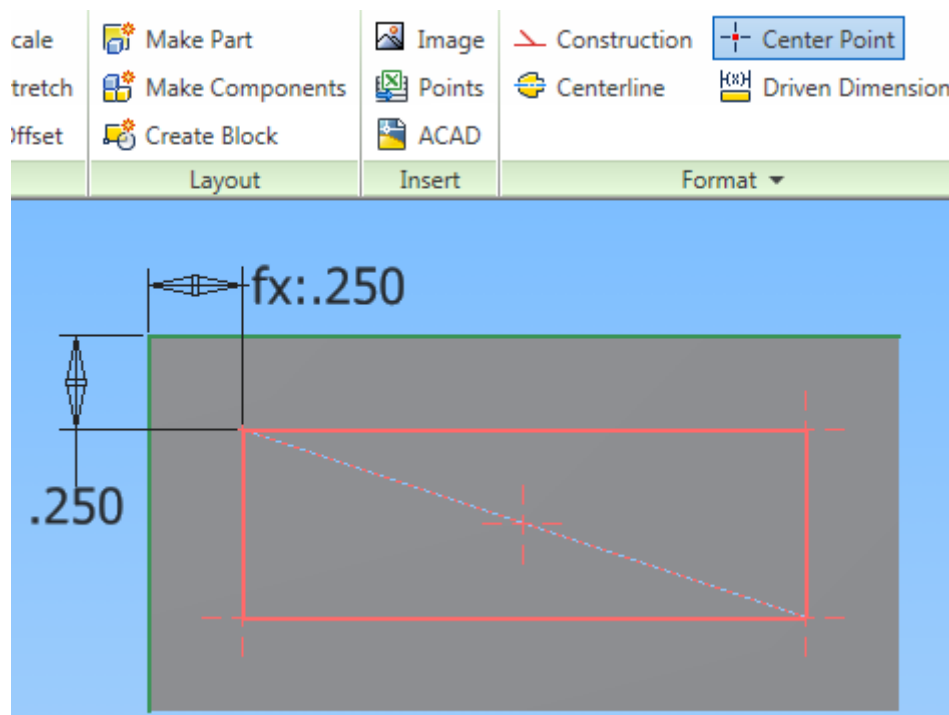 cale Make Part Image Construction Center Point
tretch Make Components Points Centerline Driven Dimension
Offset Create Block ACAD
Layout Insert Format
fx:.250
.250